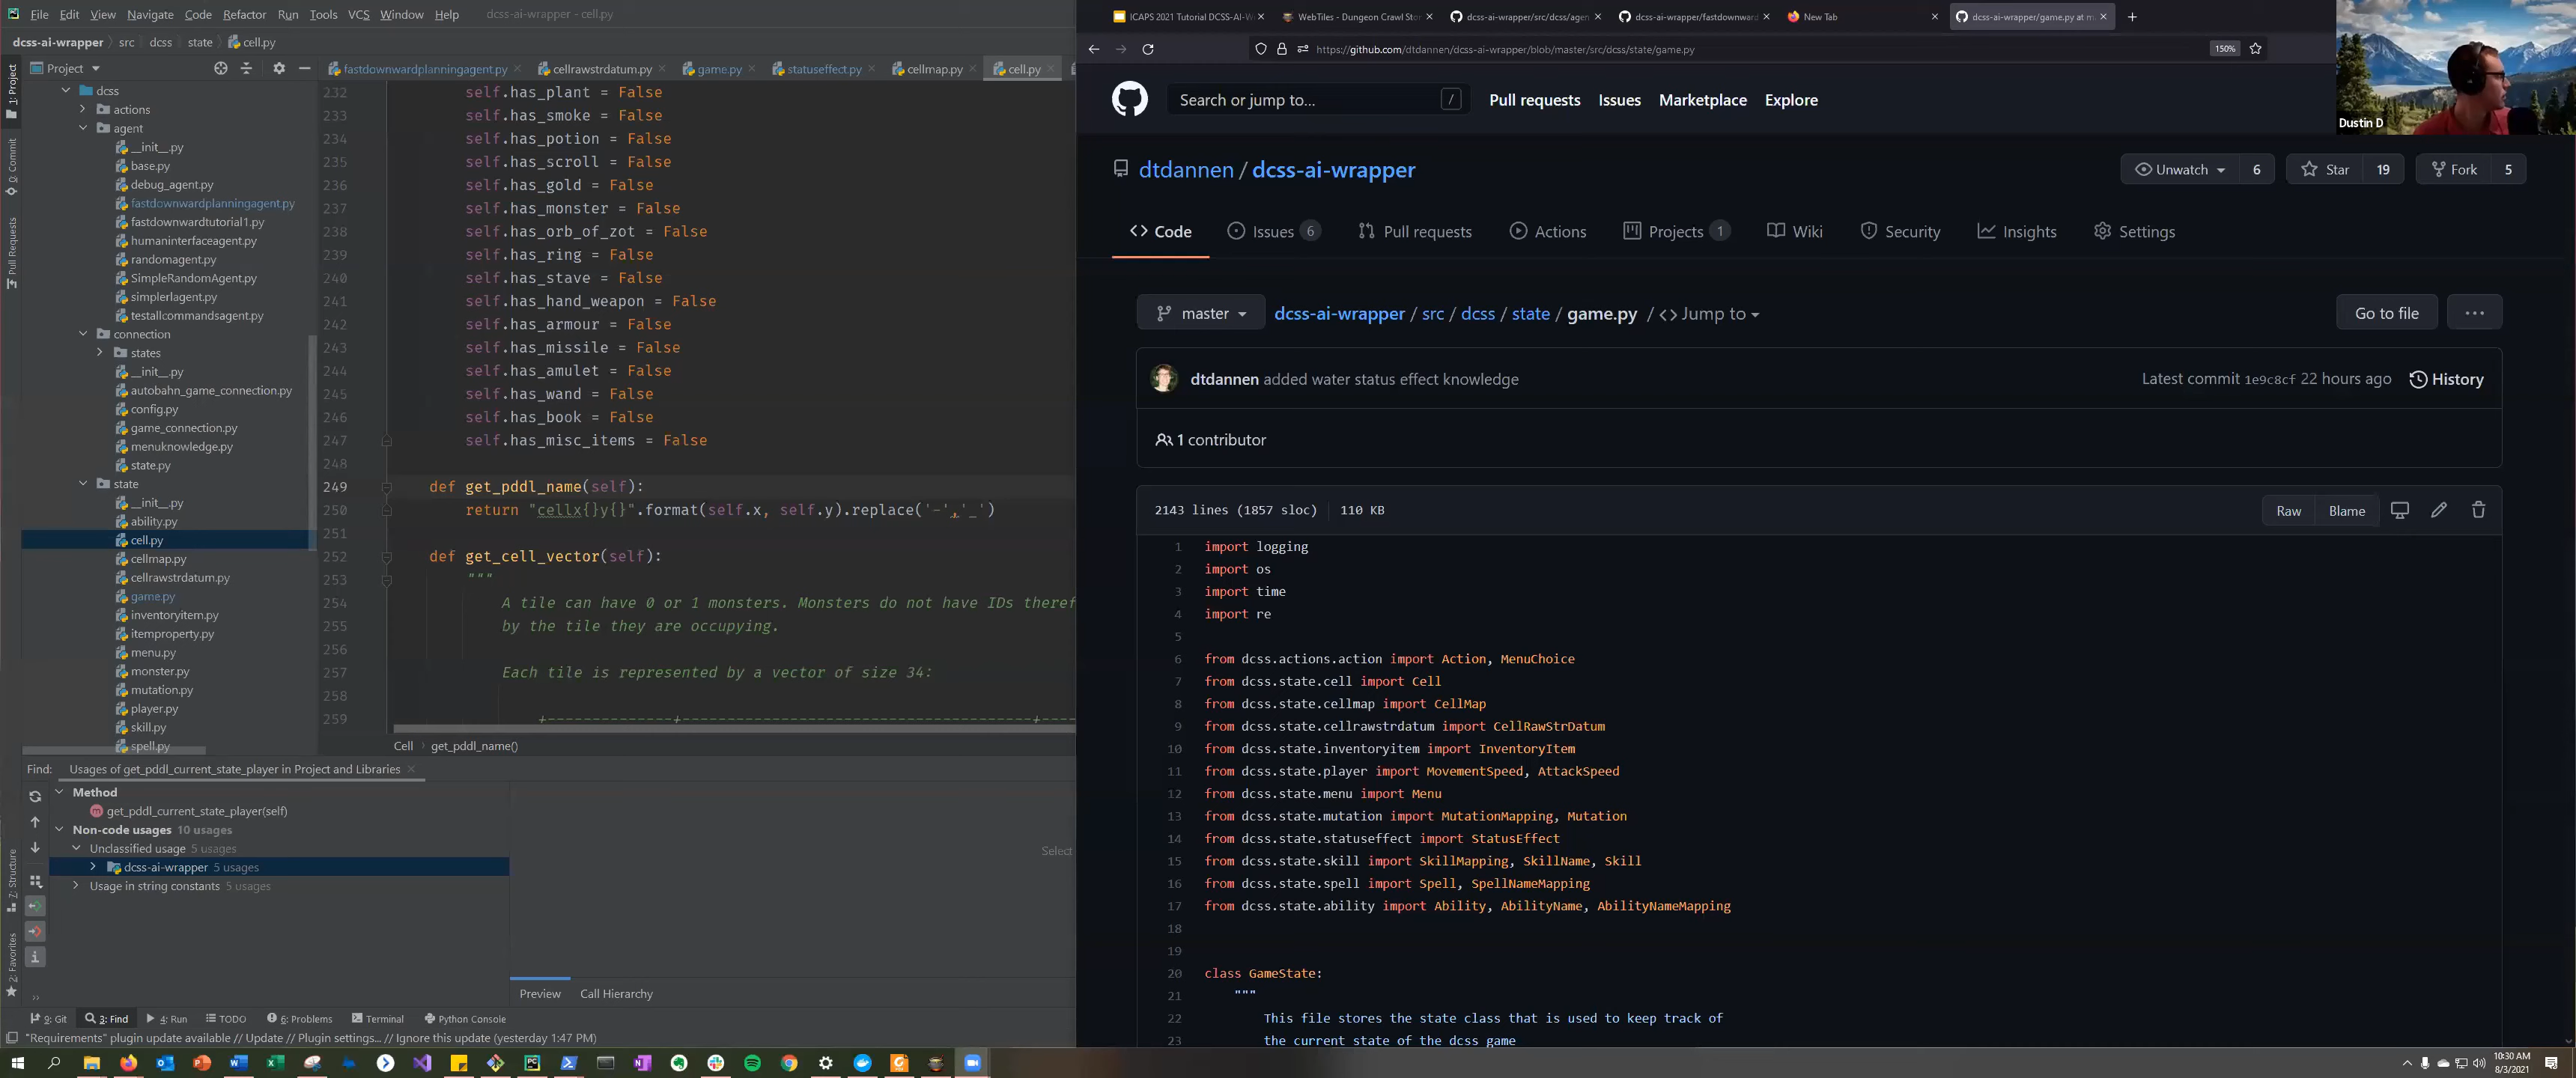 File Edit View Navigate Code Refactor Run Tools VCS Window Help dcss-ai-wrapper - cell.py
dcss-ai-wrapper src dcss state cell.py
Project
fastdownwardplanningagent.py cellrawstrdatum.py game.py statuseffect.py cellmap.py cell.py
1: Project
0: Commit
Pull Requests
7: Structure
2: Favorites
dcss
actions
agent
__init__.py
base.py
debug_agent.py
fastdownwardplanningagent.py
fastdownwardtutorial1.py
humaninterfaceagent.py
randomagent.py
SimpleRandomAgent.py
simplerlagent.py
testallcommandsagent.py
connection
states
__init__.py
autobahn_game_connection.py
config.py
game_connection.py
menuknowledge.py
state.py
state
__init__.py
ability.py
cell.py
cellmap.py
cellrawstrdatum.py
game.py
inventoryitem.py
itemproperty.py
menu.py
monster.py
mutation.py
player.py
skill.py
spell.py
232 self.has_plant = False
233 self.has_smoke = False
234 self.has_potion = False
235 self.has_scroll = False
236 self.has_gold = False
237 self.has_monster = False
238 self.has_orb_of_zot = False
239 self.has_ring = False
240 self.has_stave = False
241 self.has_hand_weapon = False
242 self.has_armour = False
243 self.has_missile = False
244 self.has_amulet = False
245 self.has_wand = False
246 self.has_book = False
247 self.has_misc_items = False
248
249 def get_pddl_name(self):
250 return "cellx{}y{}".format(self.x, self.y).replace('-','_')
251
252 def get_cell_vector(self):
253 """
254 A tile can have 0 or 1 monsters. Monsters do not have IDs theref
255 by the tile they are occupying.
256
257 Each tile is represented by a vector of size 34:
258
259
Cell get_pddl_name()
Find: Usages of get_pddl_current_state_player in Project and Libraries
Method
get_pddl_current_state_player(self)
Non-code usages 10 usages
Unclassified usage 5 usages
dcss-ai-wrapper 5 usages
Usage in string constants 5 usages
Select
Preview Call Hierarchy
9: Git 3: Find 4: Run TODO 6: Problems Terminal Python Console
"Requirements" plugin update available // Update // Plugin settings... // Ignore this update (yesterday 1:47 PM)
ICAPS 2021 Tutorial DCSS-AI-W WebTiles - Dungeon Crawl Sto dcss-ai-wrapper/src/dcss/agen dcss-ai-wrapper/fastdownward New Tab dcss-ai-wrapper/game.py at m
https://github.com/dtdannen/dcss-ai-wrapper/blob/master/src/dcss/state/game.py 150%
Search or jump to... / Pull requests Issues Marketplace Explore
Dustin D
dtdannen / dcss-ai-wrapper Unwatch 6 Star 19 Fork 5
Code Issues 6 Pull requests Actions Projects 1 Wiki Security Insights Settings
master dcss-ai-wrapper / src / dcss / state / game.py / Jump to Go to file ...
dtdannen added water status effect knowledge Latest commit 1e9c8cf 22 hours ago History
1 contributor
2143 lines (1857 sloc) 110 KB Raw Blame
1 import logging
2 import os
3 import time
4 import re
5
6 from dcss.actions.action import Action, MenuChoice
7 from dcss.state.cell import Cell
8 from dcss.state.cellmap import CellMap
9 from dcss.state.cellrawstrdatum import CellRawStrDatum
10 from dcss.state.inventoryitem import InventoryItem
11 from dcss.state.player import MovementSpeed, AttackSpeed
12 from dcss.state.menu import Menu
13 from dcss.state.mutation import MutationMapping, Mutation
14 from dcss.state.statuseffect import StatusEffect
15 from dcss.state.skill import SkillMapping, SkillName, Skill
16 from dcss.state.spell import Spell, SpellNameMapping
17 from dcss.state.ability import Ability, AbilityName, AbilityNameMapping
18
19
20 class GameState:
21 """
22 This file stores the state class that is used to keep track of
23 the current state of the dcss game
10:30 AM
8/3/2021